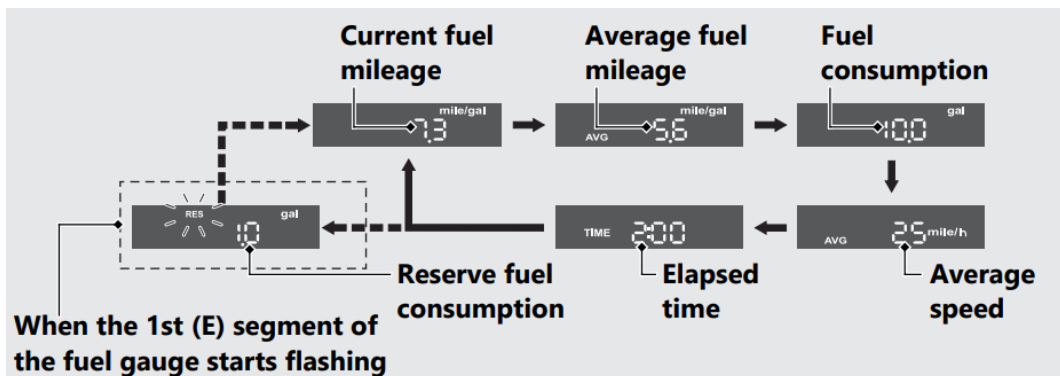 Current fuel
mileage
Average fuel
mileage
Fuel
consumption
mile/gal
7.3
mile/gal
AVG 5.6
gal
10.0
RES gal
1.0
TIME 2:00
AVG 25 mile/h
Reserve fuel
consumption
Elapsed
time
Average
speed
When the 1st (E) segment of
the fuel gauge starts flashing